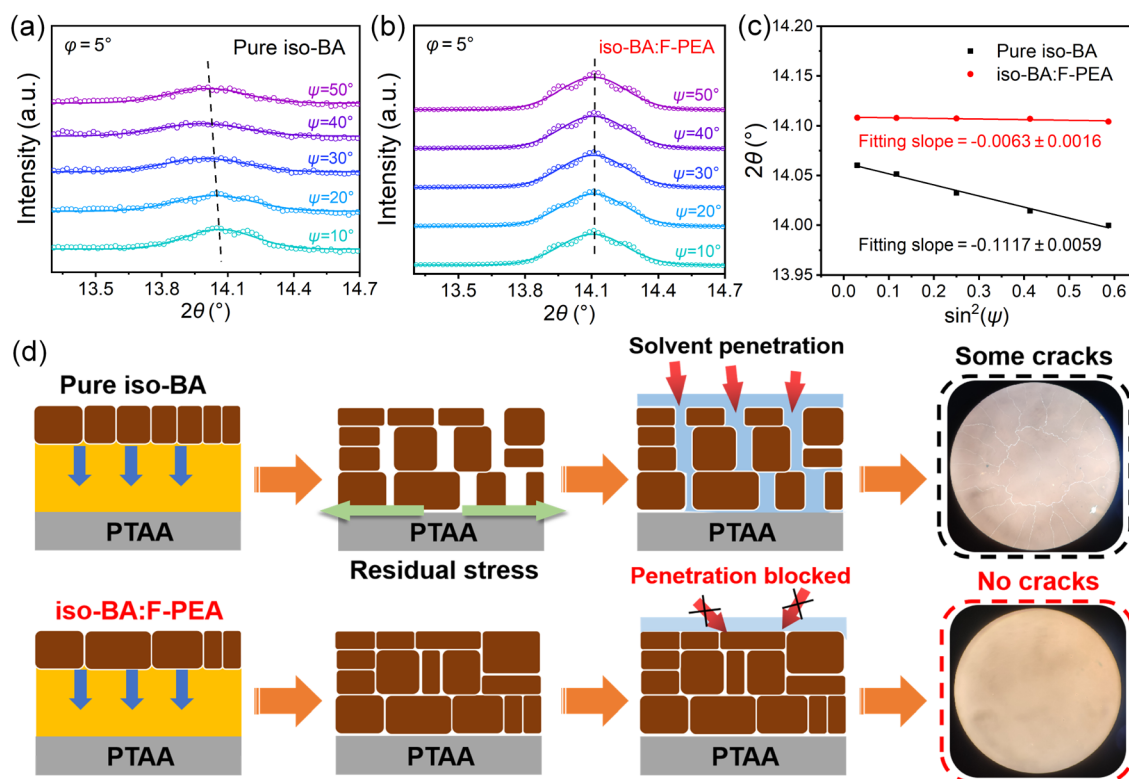 (a)
φ = 5°
Pure iso-BA
ψ=50°
ψ=40°
ψ=30°
ψ=20°
ψ=10°
Intensity (a.u.)
13.5 13.8 14.1 14.4 14.7
2θ (°)
(b)
φ = 5°
iso-BA:F-PEA
ψ=50°
ψ=40°
ψ=30°
ψ=20°
ψ=10°
Intensity (a.u.)
13.5 13.8 14.1 14.4 14.7
2θ (°)
(c)
14.20
14.15
14.10
14.05
14.00
13.95
2θ (°)
Pure iso-BA
iso-BA:F-PEA
Fitting slope = -0.0063 ± 0.0016
Fitting slope = -0.1117 ± 0.0059
0.0 0.1 0.2 0.3 0.4 0.5 0.6
sin²(ψ)
(d)
Pure iso-BA
Solvent penetration
Some cracks
PTAA
PTAA
PTAA
Residual stress
iso-BA:F-PEA
Penetration blocked
No cracks
PTAA
PTAA
PTAA